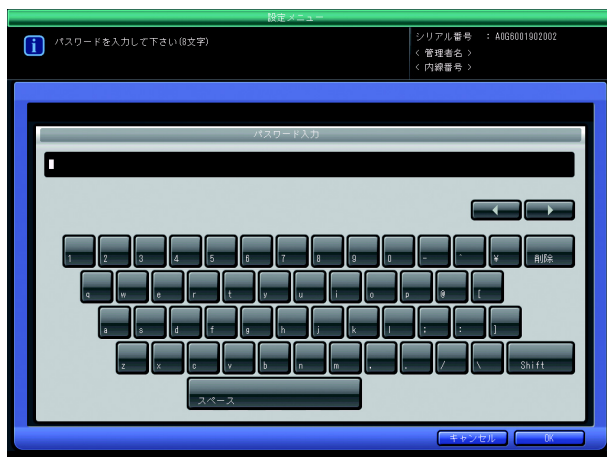 設定メニュー
パスワードを入力して下さい(8文字)
シリアル番号 : A0G6001902002
< 管理者名 >
< 内線番号 >
パスワード入力
1 2 3 4 5 6 7 8 9 0 - ^ ¥ 削除
q w e r t y u i o p @ [
a s d f g h j k l ; : ]
z x c v b n m , . / \ Shift
スペース
キャンセル OK